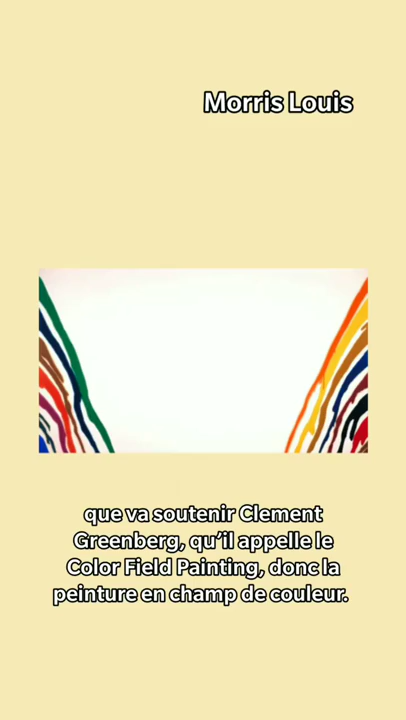 Morris Louis
que va soutenir Clement
Greenberg, qu'il appelle le
Color Field Painting, donc la
peinture en champ de couleur.